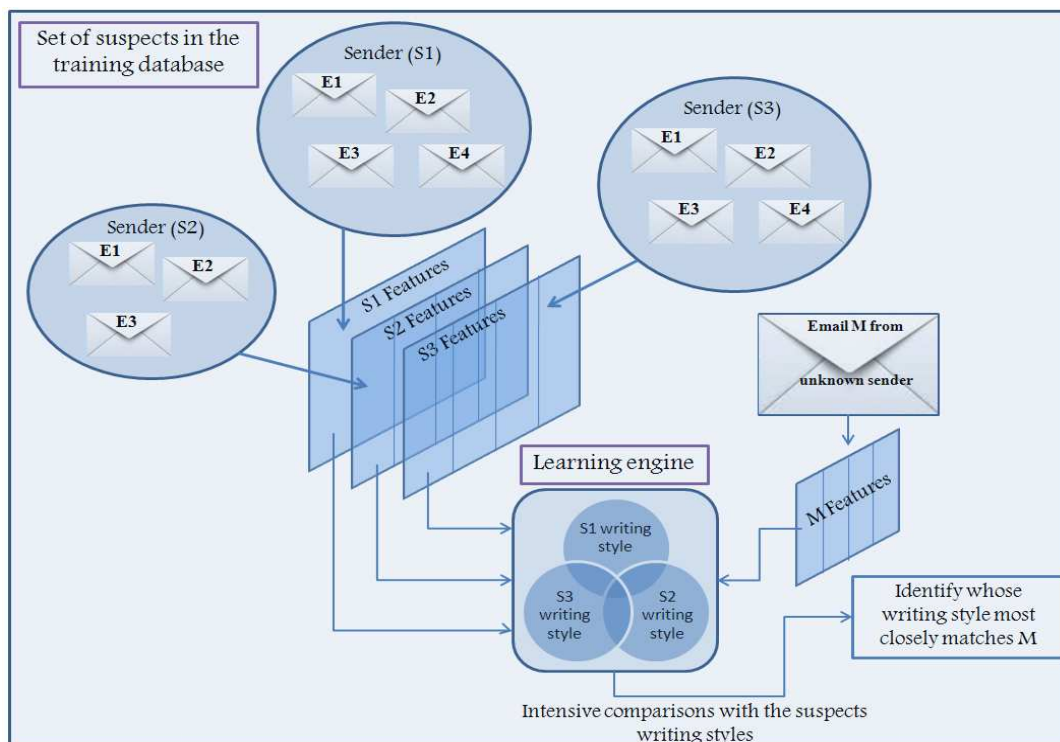 Set of suspects in the
training database
Sender (S1)
E1
E2
E3
E4
Sender (S3)
E1
E2
E3
E4
Sender (S2)
E1
E2
E3
S1 Features
S2 Features
S3 Features
Email M from
unknown sender
M Features
Learning engine
S1 writing
style
S3
writing
style
S2
writing
style
Identify whose
writing style most
closely matches M
Intensive comparisons with the suspects
writing styles